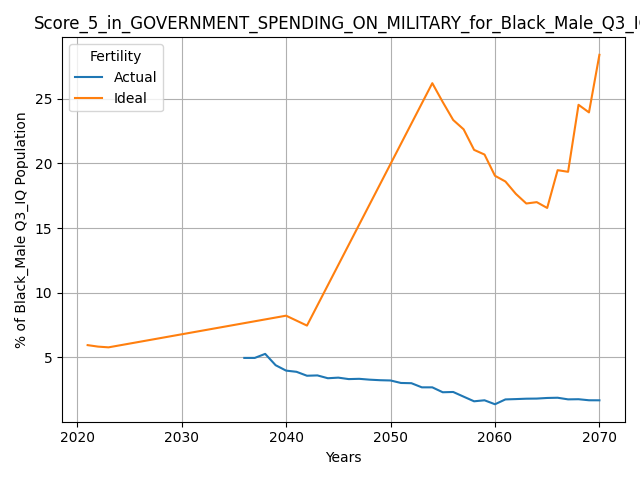 Score_5_in_GOVERNMENT_SPENDING_ON_MILITARY_for_Black_Male_Q3_IQ
Fertility
Actual
Ideal
% of Black_Male Q3_IQ Population
25
20
15
10
5
2020 2030 2040 2050 2060 2070
Years